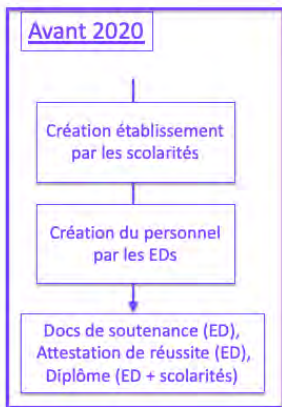 Avant 2020
Création établissement
par les scolarités
Création du personnel
par les EDs
Docs de soutenance (ED),
Attestation de réussite (ED),
Diplôme (ED + scolarités)